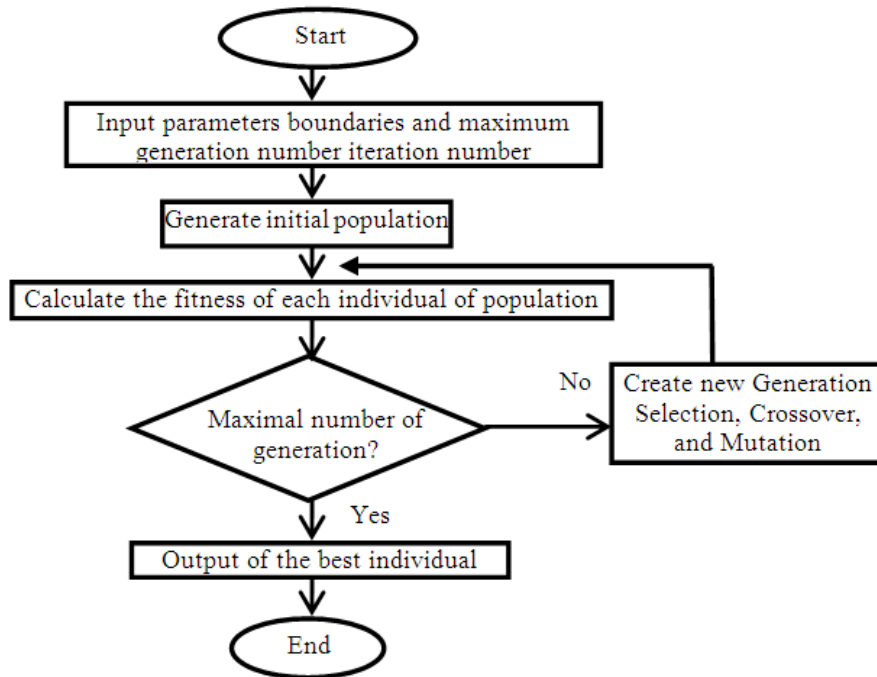 Start
Input parameters boundaries and maximum
generation number iteration number
Generate initial population
Calculate the fitness of each individual of population
Maximal number of
generation?
No
Create new Generation
Selection, Crossover,
and Mutation
Yes
Output of the best individual
End